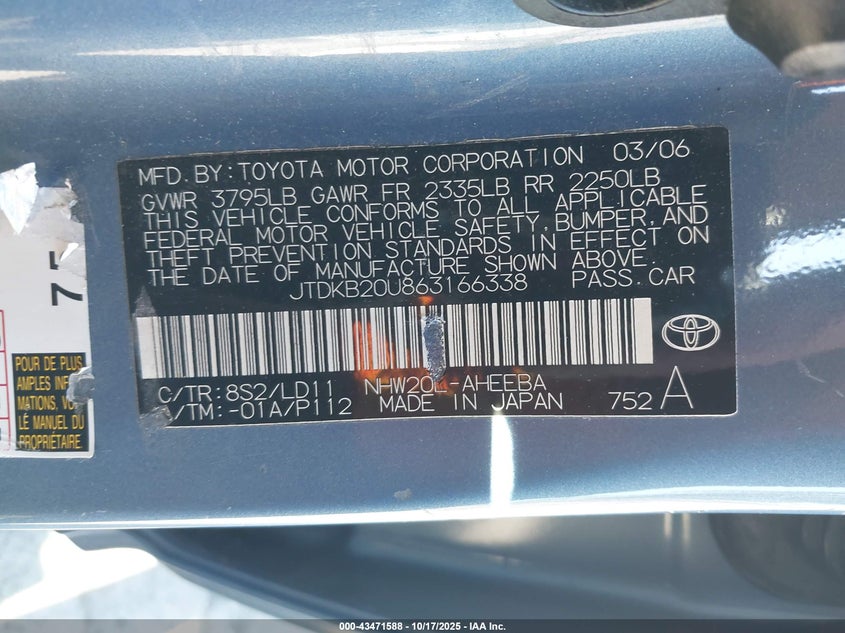 MFD.BY:TOYOTA MOTOR CORPORATION 03/06
GVWR 3795LB GAWR FR 2335LB RR 2250LB
THIS VEHICLE CONFORMS TO ALL APPLICABLE
FEDERAL MOTOR VEHICLE SAFETY, BUMPER, AND
THEFT PREVENTION STANDARDS IN EFFECT ON
THE DATE OF MANUFACTURE SHOWN ABOVE.
JTDKB20U863166338 PASS.CAR
C/TR:8S2/LD11 NHW20L-AHEEBA
/TM:-01A/P112 MADE IN JAPAN 752 A
POUR DE PLUS
AMPLES
LE MANUEL DU
PROPRIÉTAIRE
000-43471588 - 10/17/2025 - IAA Inc.